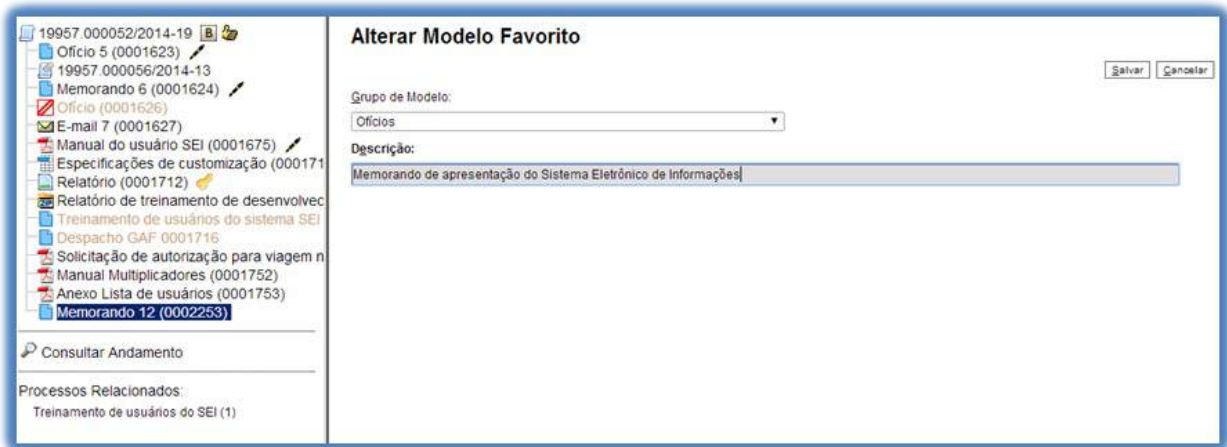 19957.000052/2014-19 B
Ofício 5 (0001623)
19957.000056/2014-13
Memorando 6 (0001624)
Ofício (0001626)
E-mail 7 (0001627)
Manual do usuário SEI (0001675)
Especificações de customização (000171
Relatório (0001712)
Relatório de treinamento de desenvolvec
Treinamento de usuários do sistema SEI
Despacho GAF 0001716
Solicitação de autorização para viagem n
Manual Multiplicadores (0001752)
Anexo Lista de usuários (0001753)
Memorando 12 (0002253)
Consultar Andamento
Processos Relacionados:
Treinamento de usuários do SEI (1)
Alterar Modelo Favorito
Salvar Cancelar
Grupo de Modelo:
Ofícios
Descrição:
Memorando de apresentação do Sistema Eletrônico de Informações